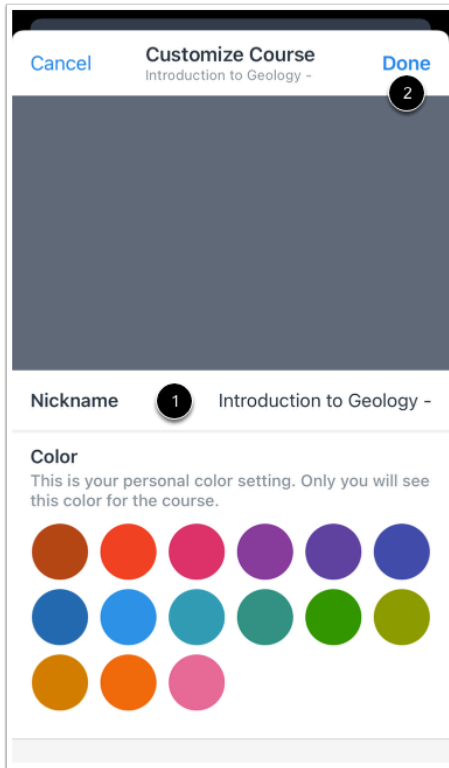 Cancel
Customize Course
Done
Introduction to Geology -
2
Nickname
1
Introduction to Geology -
Color
This is your personal color setting. Only you will see
this color for the course.